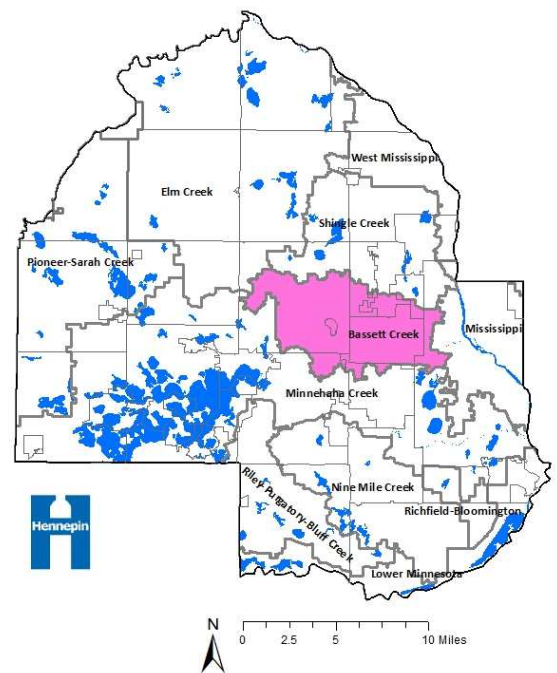 West Mississippi
Elm Creek
Shingle Creek
Pioneer-Sarah Creek
Mississippi
Bassett Creek
Minnehaha Creek
Nine Mile Creek
Riley-Purgatory-Bluff Creek
Richfield-Bloomington
Lower Minnesota
Hennepin
N
0 2.5 5 10 Miles